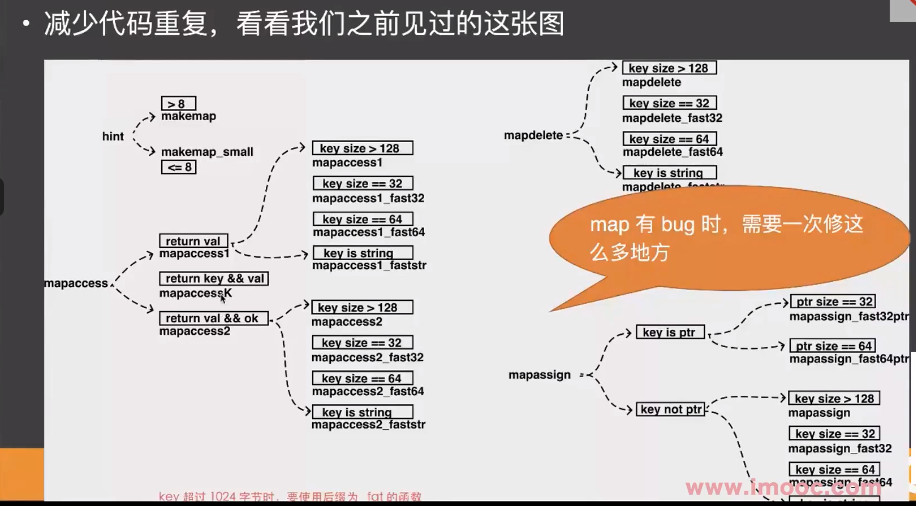 • 减少代码重复，看看我们之前见过的这张图
hint
> 8
makemap
makemap_small
<= 8
mapaccess
return val
mapaccess1
return key && val
mapaccessK
return val && ok
mapaccess2
key size > 128
mapaccess1
key size == 32
mapaccess1_fast32
key size == 64
mapaccess1_fast64
key is string
mapaccess1_faststr
key size > 128
mapaccess2
key size == 32
mapaccess2_fast32
key size == 64
mapaccess2_fast64
key is string
mapaccess2_faststr
mapdelete
key size > 128
mapdelete
key size == 32
mapdelete_fast32
key size == 64
mapdelete_fast64
key is string
mapdelete_faststr
map 有 bug 时，需要一次修这
么多地方
mapassign
key is ptr
ptr size == 32
mapassign_fast32ptr
ptr size == 64
mapassign_fast64ptr
key not ptr
key size > 128
mapassign
key size == 32
mapassign_fast32
key size == 64
mapassign_fast64
www.imooc.com
key 超过 1024 字节时，要使用后缀为 _fat 的函数